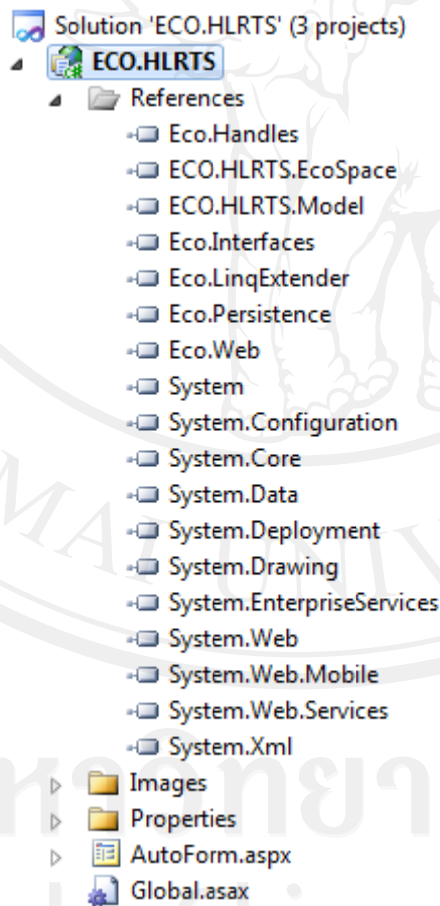 Solution 'ECO.HLRTS' (3 projects)
ECO.HLRTS
References
Eco.Handles
ECO.HLRTS.EcoSpace
ECO.HLRTS.Model
Eco.Interfaces
Eco.LinqExtender
Eco.Persistence
Eco.Web
System
System.Configuration
System.Core
System.Data
System.Deployment
System.Drawing
System.EnterpriseServices
System.Web
System.Web.Mobile
System.Web.Services
System.Xml
Images
Properties
AutoForm.aspx
Global.asax